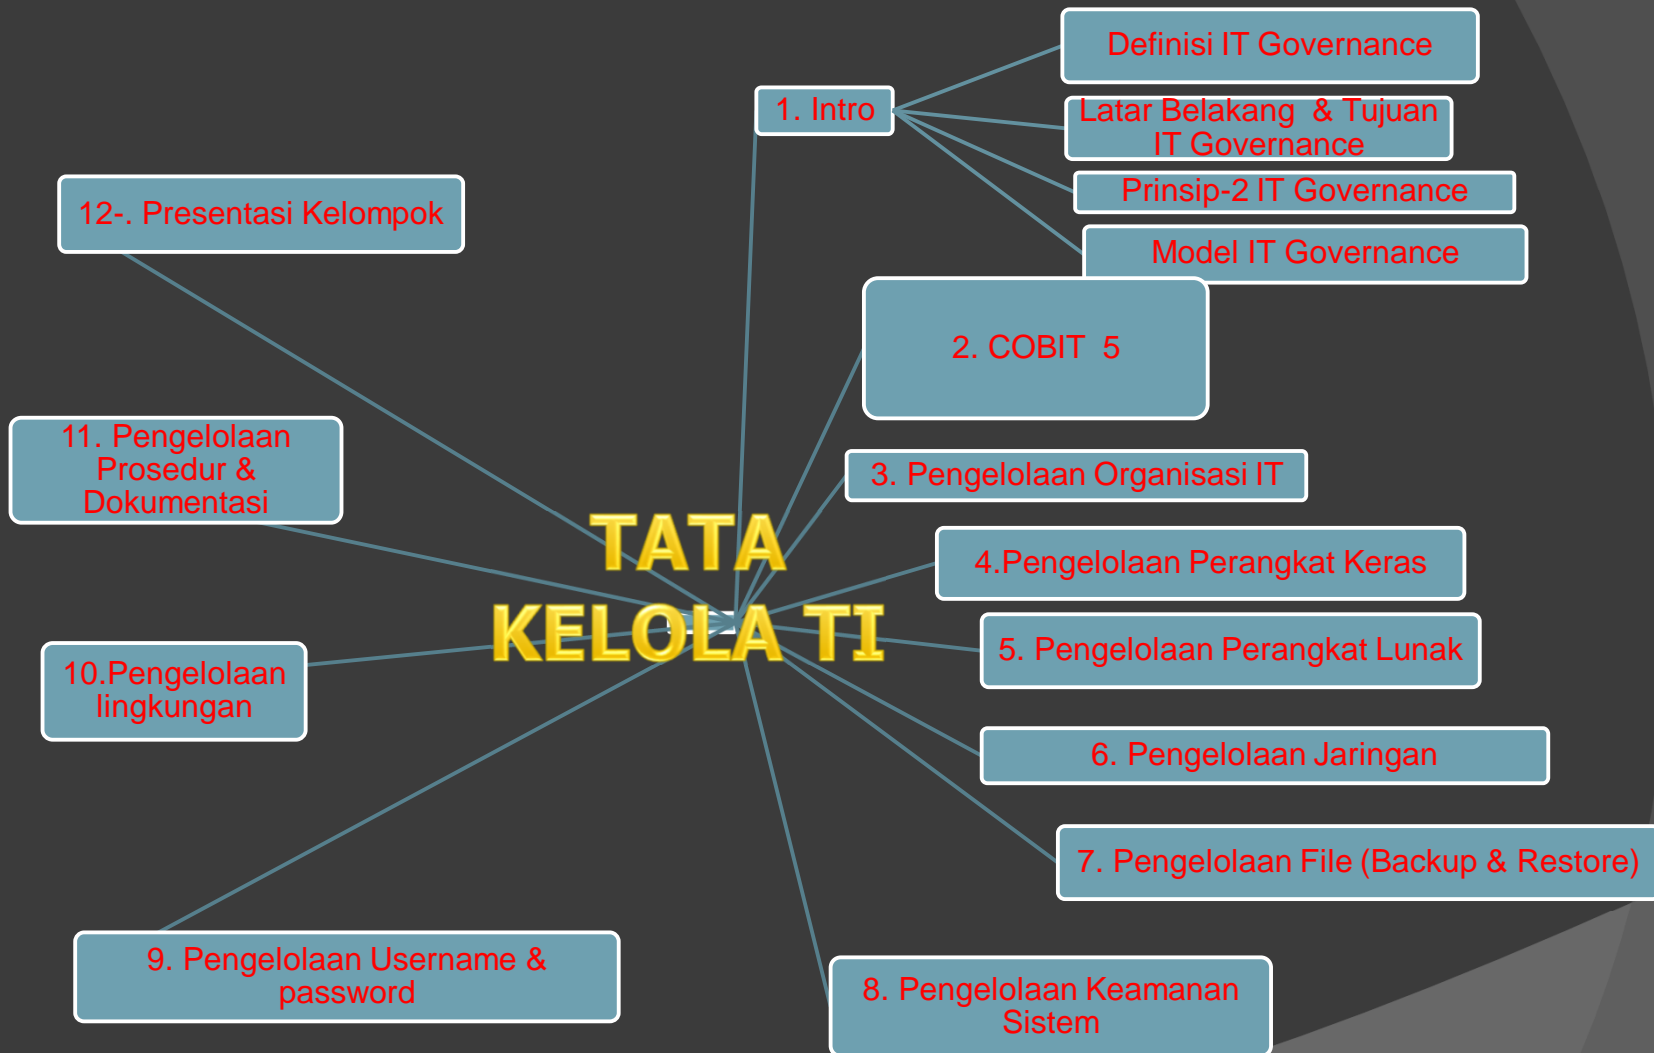 TATA
KELOLA TI
1. Intro
Definisi IT Governance
Latar Belakang & Tujuan
IT Governance
Prinsip-2 IT Governance
Model IT Governance
2. COBIT 5
3. Pengelolaan Organisasi IT
4.Pengelolaan Perangkat Keras
5. Pengelolaan Perangkat Lunak
6. Pengelolaan Jaringan
7. Pengelolaan File (Backup & Restore)
8. Pengelolaan Keamanan
Sistem
9. Pengelolaan Username &
password
10.Pengelolaan
lingkungan
11. Pengelolaan
Prosedur &
Dokumentasi
12-. Presentasi Kelompok